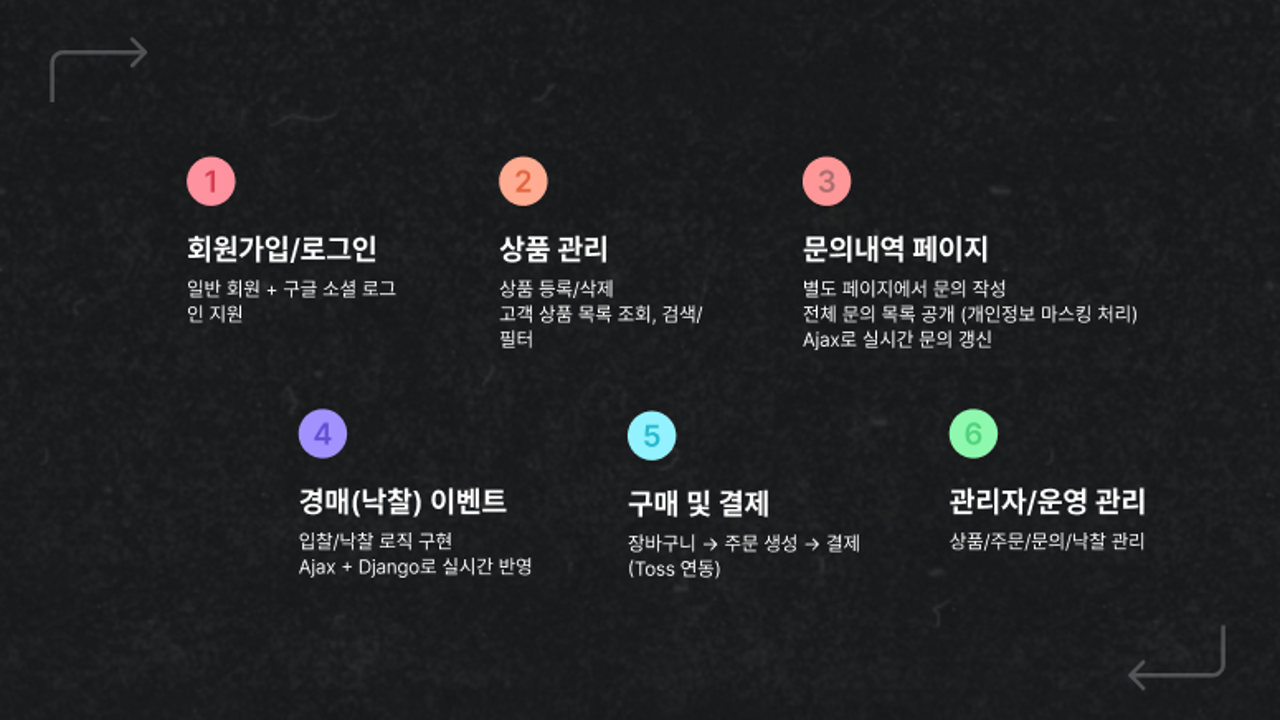 1
회원가입/로그인
일반 회원 + 구글 소셜 로그
인 지원
2
상품 관리
상품 등록/삭제
고객 상품 목록 조회, 검색/
필터
3
문의내역 페이지
별도 페이지에서 문의 작성
전체 문의 목록 공개 (개인정보 마스킹 처리)
Ajax로 실시간 문의 갱신
4
경매(낙찰) 이벤트
입찰/낙찰 로직 구현
Ajax + Django로 실시간 반영
5
구매 및 결제
장바구니 → 주문 생성 → 결제
(Toss 연동)
6
관리자/운영 관리
상품/주문/문의/낙찰 관리